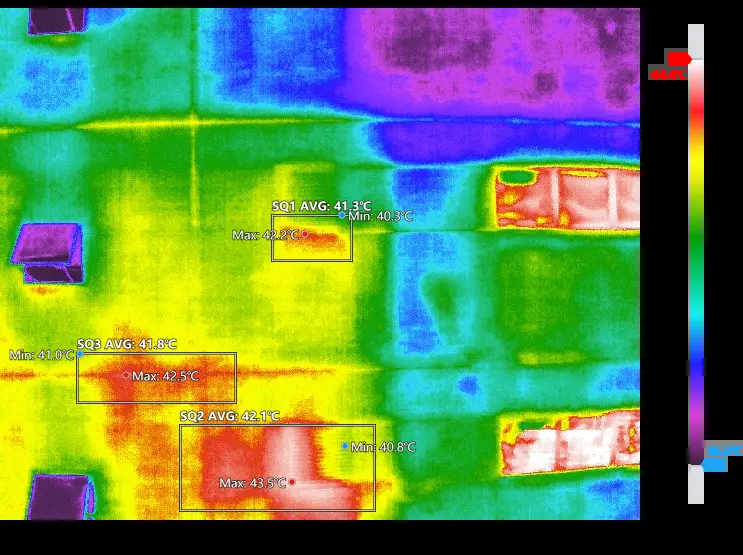 SQ1 AVG: 41.3°C
Min: 40.3°C
Max: 42.2°C
SQ3 AVG: 41.8°C
Min: 41.0°C
Max: 42.5°C
SQ2 AVG: 42.1°C
Min: 40.8°C
Max: 43.5°C